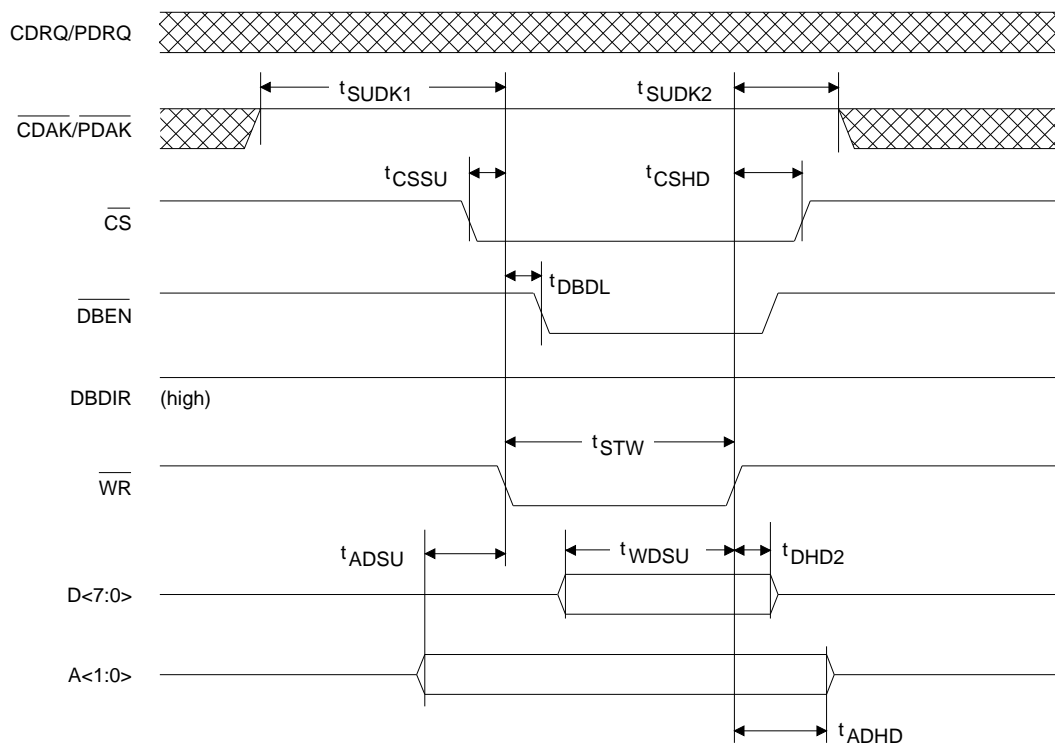 CDRQ/PDRQ
tSUDK1
tSUDK2
CDAK/PDAK
tCSSU
tCSHD
CS
tDBDL
DBEN
DBDIR (high)
tSTW
WR
tADSU
tWDSU
tDHD2
D<7:0>
A<1:0>
tADHD